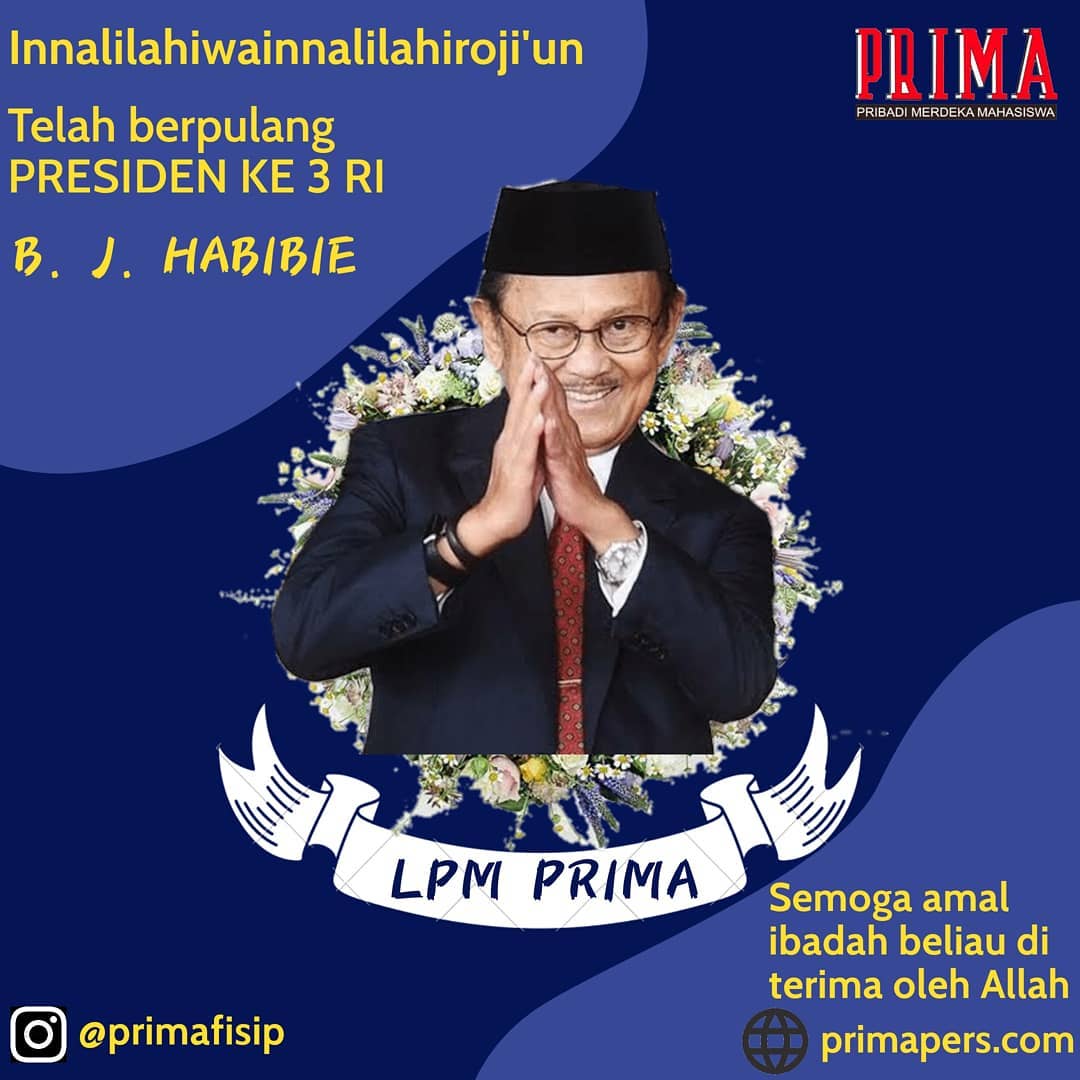 Innalilahiwainnalilahiroji'un
PRIMA
PRIBADI MERDEKA MAHASISWA
Telah berpulang
PRESIDEN KE 3 RI
B. J. HABIBIE
LPM PRIMA
Semoga amal
ibadah beliau di
terima oleh Allah
@primafisip
primapers.com